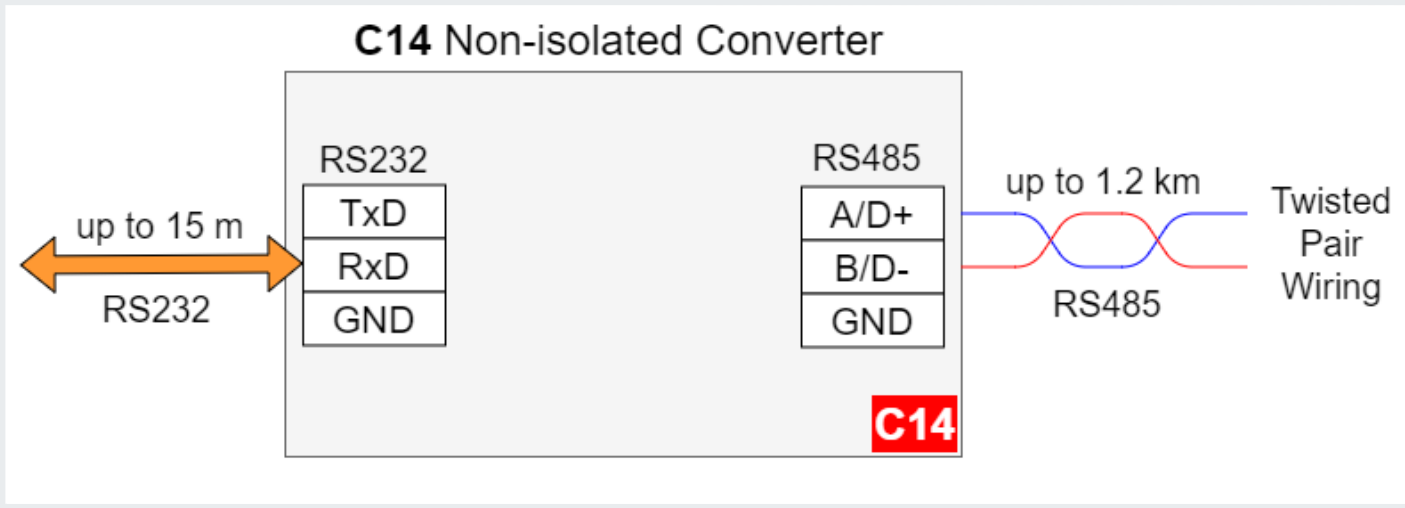 C14 Non-isolated Converter
RS232
TxD
RxD
GND
up to 15 m
RS232
RS485
A/D+
B/D-
GND
up to 1.2 km
RS485
Twisted
Pair
Wiring
C14